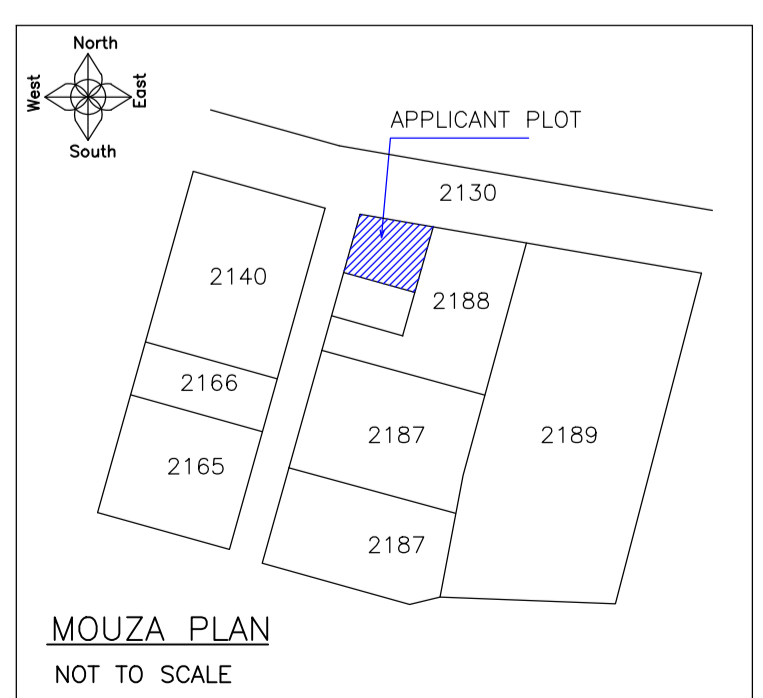 North
West
East
South
APPLICANT PLOT
2130
2140
2188
2166
2187
2189
2165
2187
MOUZA PLAN
NOT TO SCALE